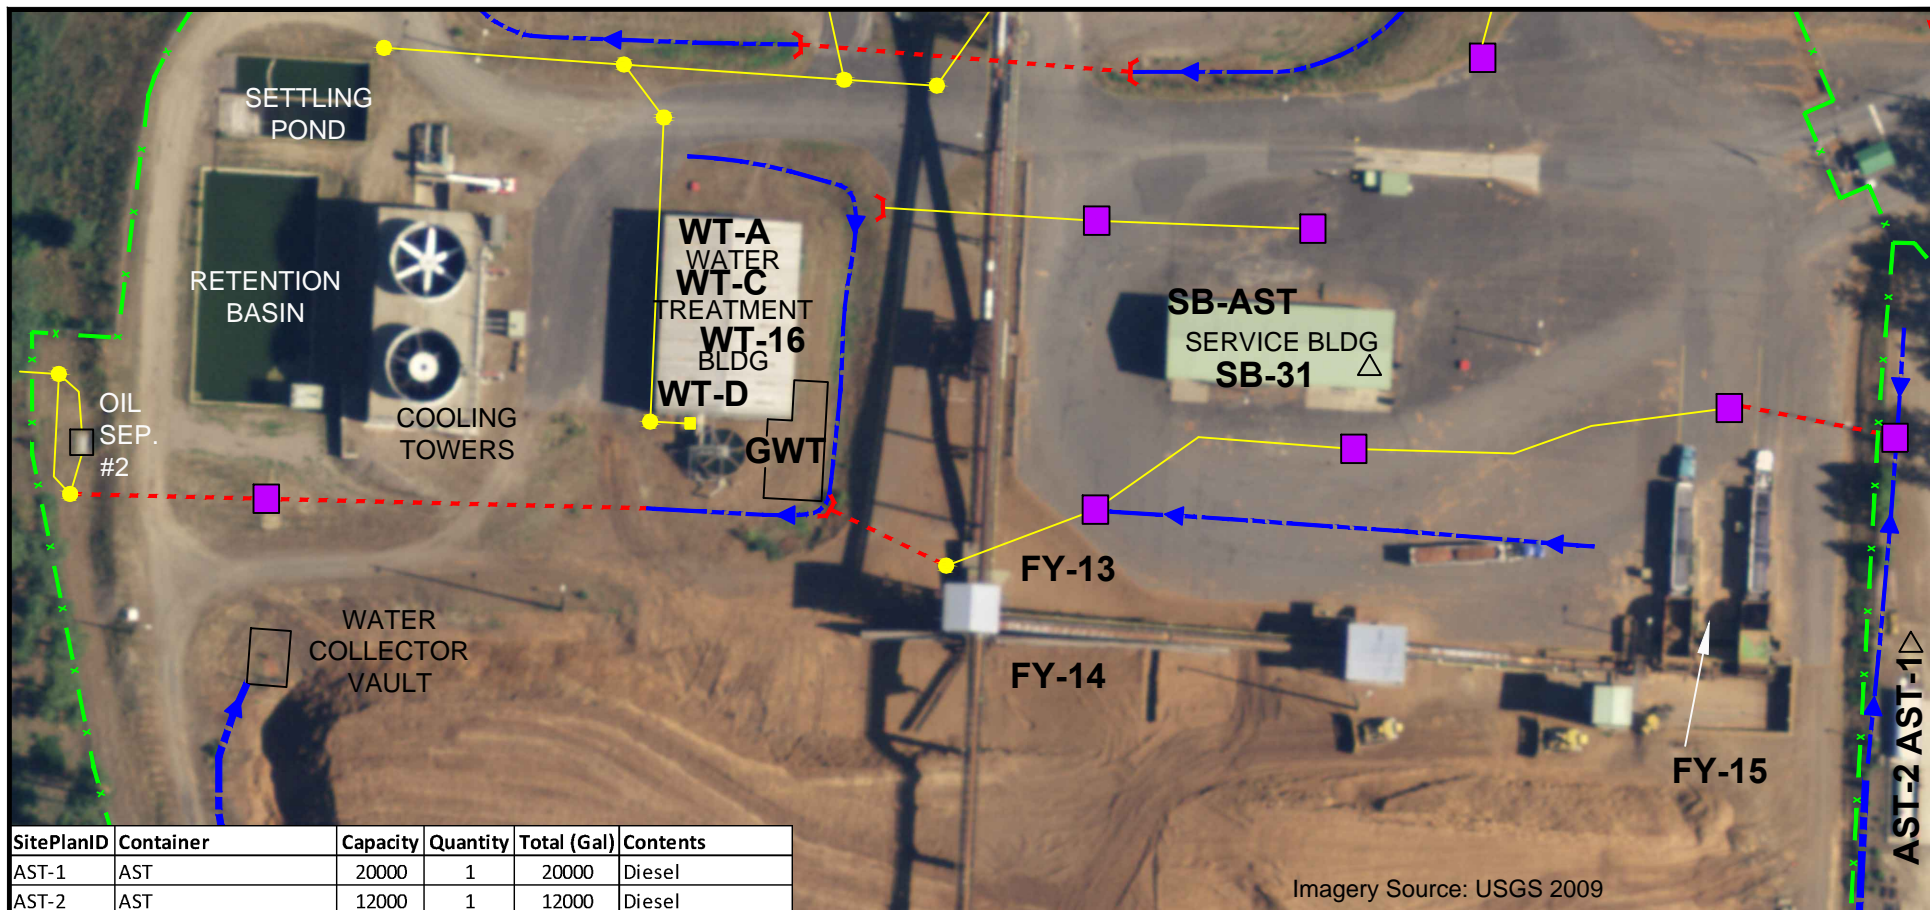 SETTLING
POND
RETENTION
BASIN
WT-A
WATER
WT-C
TREATMENT
WT-16
BLDG
WT-D
SB-AST
SERVICE BLDG
SB-31
OIL
SEP.
#2
COOLING
TOWERS
GWT
FY-13
WATER
COLLECTOR
VAULT
FY-14
FY-15
AST-2 AST-1
SitePlanID Container Capacity Quantity Total (Gal) Contents
AST-1 AST 20000 1 20000 Diesel
AST-2 AST 12000 1 12000 Diesel
Imagery Source: USGS 2009